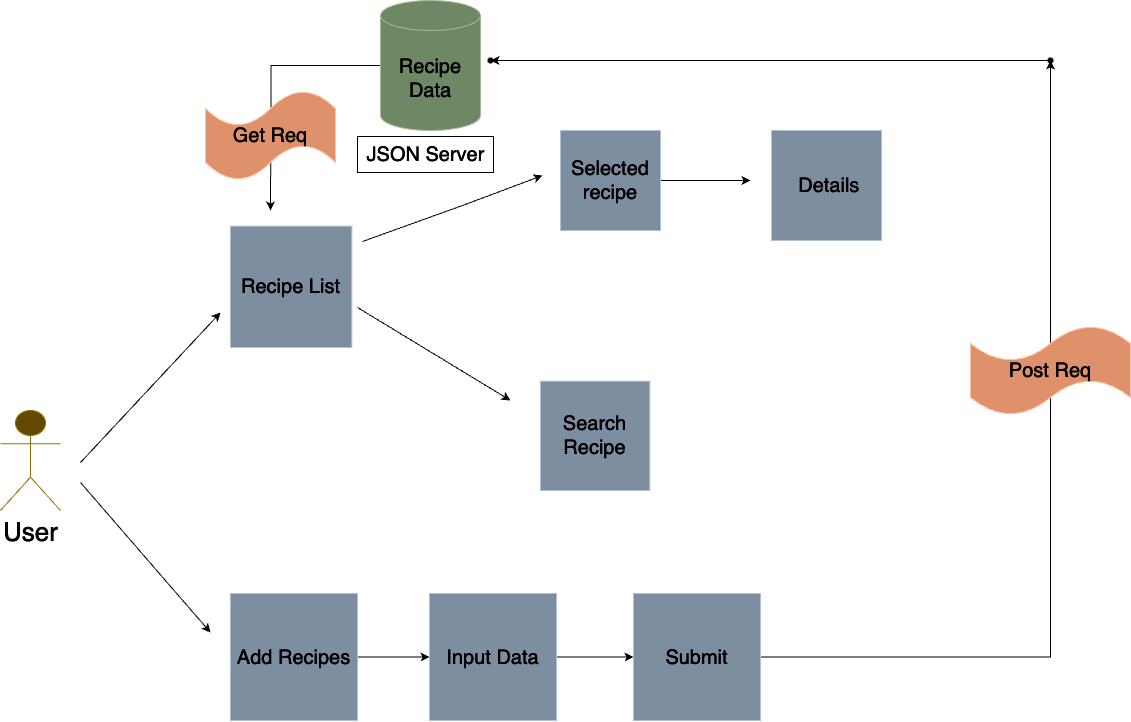 Recipe
Data
Get Req
JSON Server
Selected
recipe
Details
Recipe List
Post Req
Search
Recipe
User
Add Recipes
Input Data
Submit